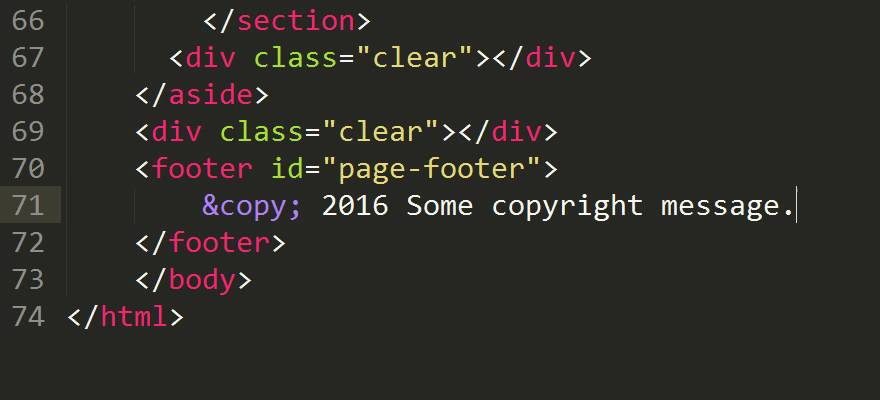 66 </section>
67 <div class="clear"></div>
68 </aside>
69 <div class="clear"></div>
70 <footer id="page-footer">
71 &copy; 2016 Some copyright message.
72 </footer>
73 </body>
74 </html>